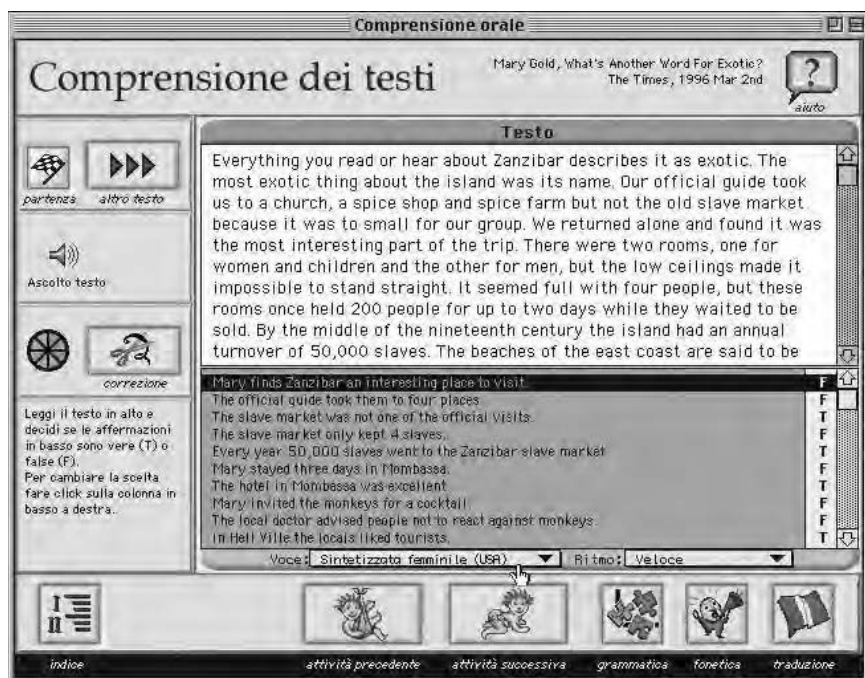 Comprensione orale
Comprensione dei testi
Mary Gold, What's Another Word For Exotic?
The Times, 1996 Mar 2nd
aiuto
partenza
altro testo
Ascolto testo
correzione
Leggi il testo in alto e
decidi se le affermazioni
in basso sono vere (T) o
false (F).
Per cambiare la scelta
fare click sulla colonna in
basso a destra.
Testo
Everything you read or hear about Zanzibar describes it as exotic. The
most exotic thing about the island was its name. Our official guide took
us to a church, a spice shop and spice farm but not the old slave market
because it was to small for our group. We returned alone and found it was
the most interesting part of the trip. There were two rooms, one for
women and children and the other for men, but the low ceilings made it
impossible to stand straight. It seemed full with four people, but these
rooms once held 200 people for up to two days while they waited to be
sold. By the middle of the nineteenth century the island had an annual
turnover of 50,000 slaves. The beaches of the east coast are said to be
Mary finds Zanzibar an interesting place to visit. F
The official guide took them to four places F
The slave market was not one of the official visits. T
The slave market only kept 4 slaves. F
Every year 50,000 slaves went to the Zanzibar slave market T
Mary stayed three days in Mombassa. F
The hotel in Mombassa was excellent T
Mary invited the monkeys for a cocktail F
The local doctor advised people not to react against monkeys F
In Hell Ville the locals liked tourists. T
Voce: Sintetizzata femminile (USA) Ritmo: Veloce
I
II
indice
attività precedente
attività successiva
grammatica
fonetica
traduzione